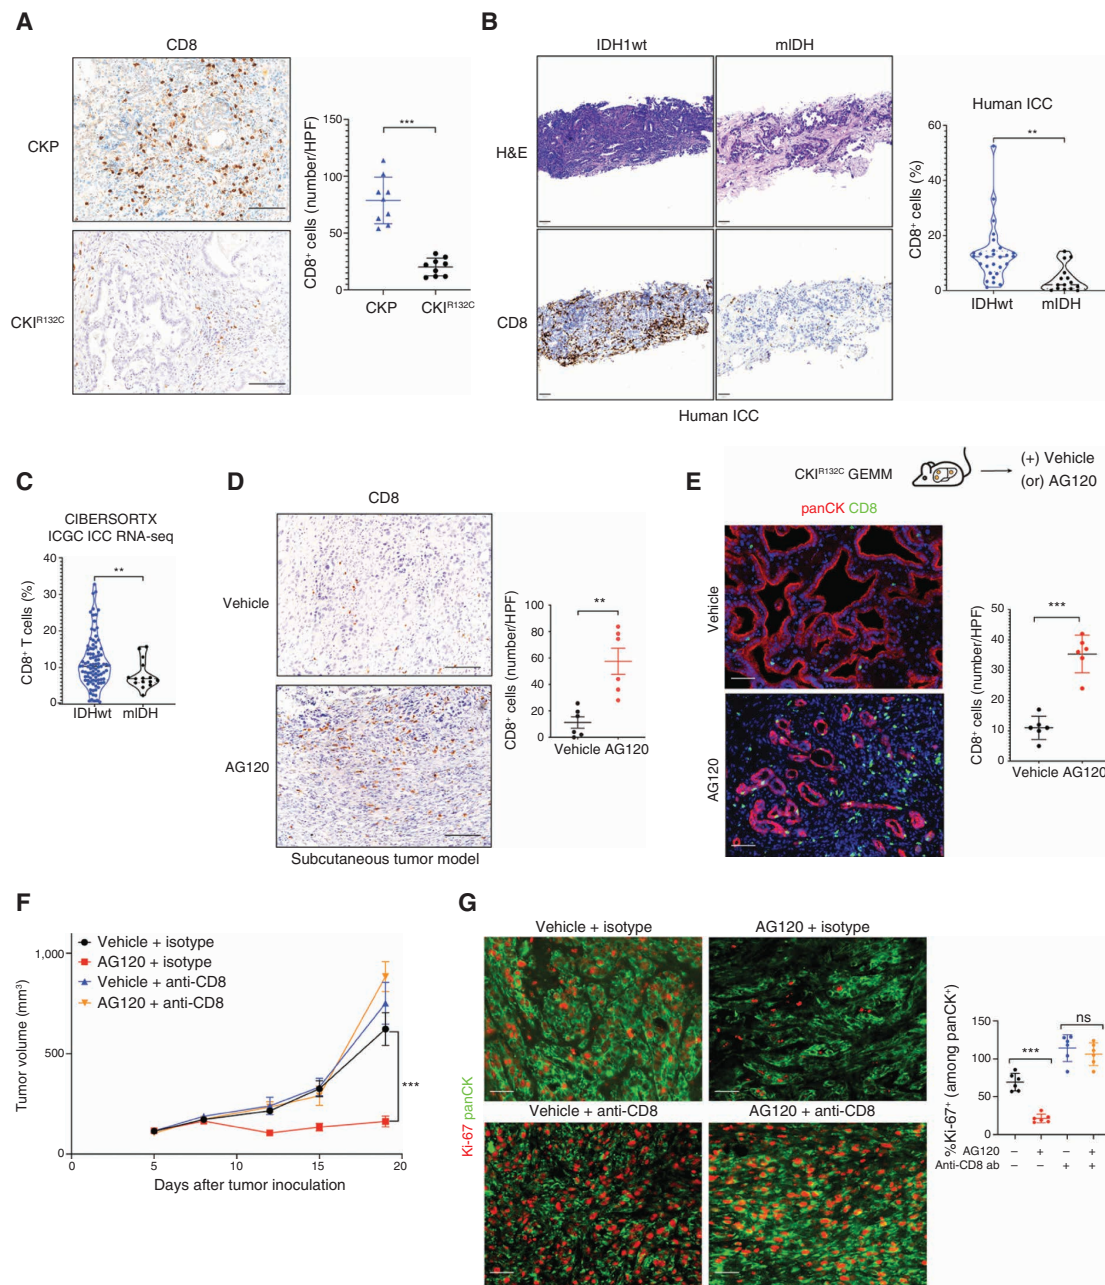 A
CD8
CKP
CKI^R132C
CD8⁺ cells (number/HPF)
150
100
50
0
***
CKP
CKI^R132C
B
IDH1wt
mIDH
H&E
CD8
Human ICC
Human ICC
CD8⁺ cells (%)
60
40
20
0
**
IDHwt
mIDH
C
CIBERSORTX
ICGC ICC RNA-seq
CD8⁺ T cells (%)
40
30
20
10
0
**
IDHwt
mIDH
D
CD8
Vehicle
AG120
Subcutaneous tumor model
CD8⁺ cells (number/HPF)
100
80
60
40
20
0
**
Vehicle
AG120
E
CKI^R132C GEMM
(+) Vehicle
(or) AG120
panCK CD8
Vehicle
AG120
CD8⁺ cells (number/HPF)
50
40
30
20
10
0
***
Vehicle
AG120
F
Vehicle + isotype
AG120 + isotype
Vehicle + anti-CD8
AG120 + anti-CD8
Tumor volume (mm³)
1,000
500
0
***
0
5
10
15
20
Days after tumor inoculation
G
Vehicle + isotype
AG120 + isotype
Vehicle + anti-CD8
AG120 + anti-CD8
Ki-67 panCK
%Ki-67⁺ (among panCK⁺)
150
100
50
0
***
ns
AG120 – + – +
Anti-CD8 ab – – + +